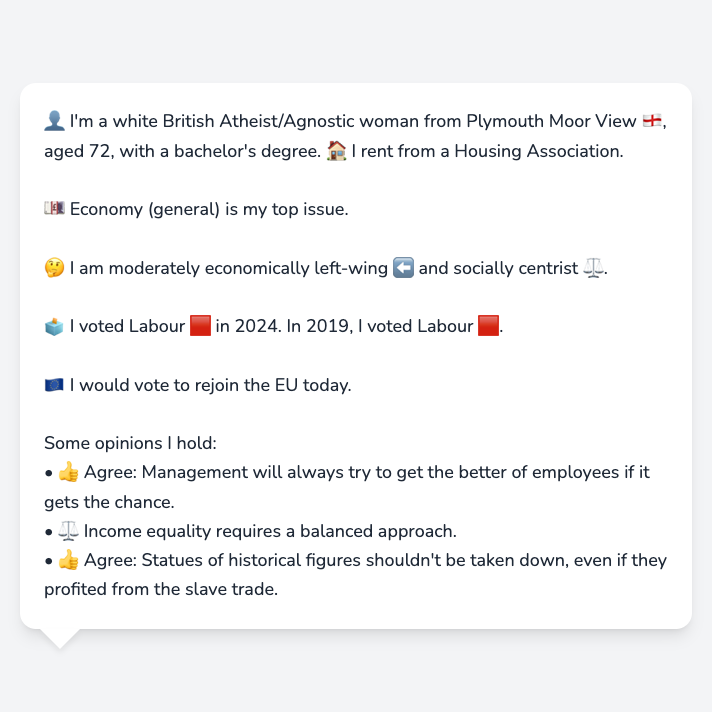 👤 I'm a white British Atheist/Agnostic woman from Plymouth Moor View 🏴󠁧󠁢󠁥󠁮󠁧󠁿,
aged 72, with a bachelor's degree. 🏠 I rent from a Housing Association.
💷 Economy (general) is my top issue.
🤔 I am moderately economically left-wing ⬅️ and socially centrist ⚖️.
🗳️ I voted Labour 🟥 in 2024. In 2019, I voted Labour 🟥.
🇪🇺 I would vote to rejoin the EU today.
Some opinions I hold:
• 👍 Agree: Management will always try to get the better of employees if it
gets the chance.
• ⚖️ Income equality requires a balanced approach.
• 👍 Agree: Statues of historical figures shouldn't be taken down, even if they
profited from the slave trade.